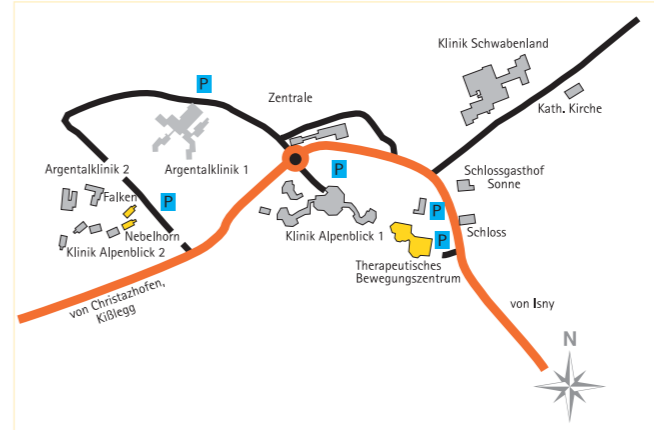 Klinik Schwabenland
P
Zentrale
Kath. Kirche
Argentalklinik 2
Argentalklinik 1
P
Schlossgasthof
Sonne
Falken
P
P
Nebelhorn
Klinik Alpenblick 1
Schloss
Klinik Alpenblick 2
P
Therapeutisches
Bewegungszentrum
von Christazhofen,
Kißlegg
von Isny
N